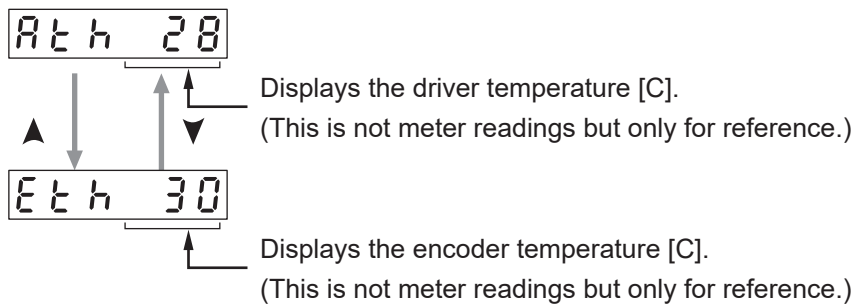 Ath 28
Displays the driver temperature [C].
(This is not meter readings but only for reference.)
Eth 30
Displays the encoder temperature [C].
(This is not meter readings but only for reference.)